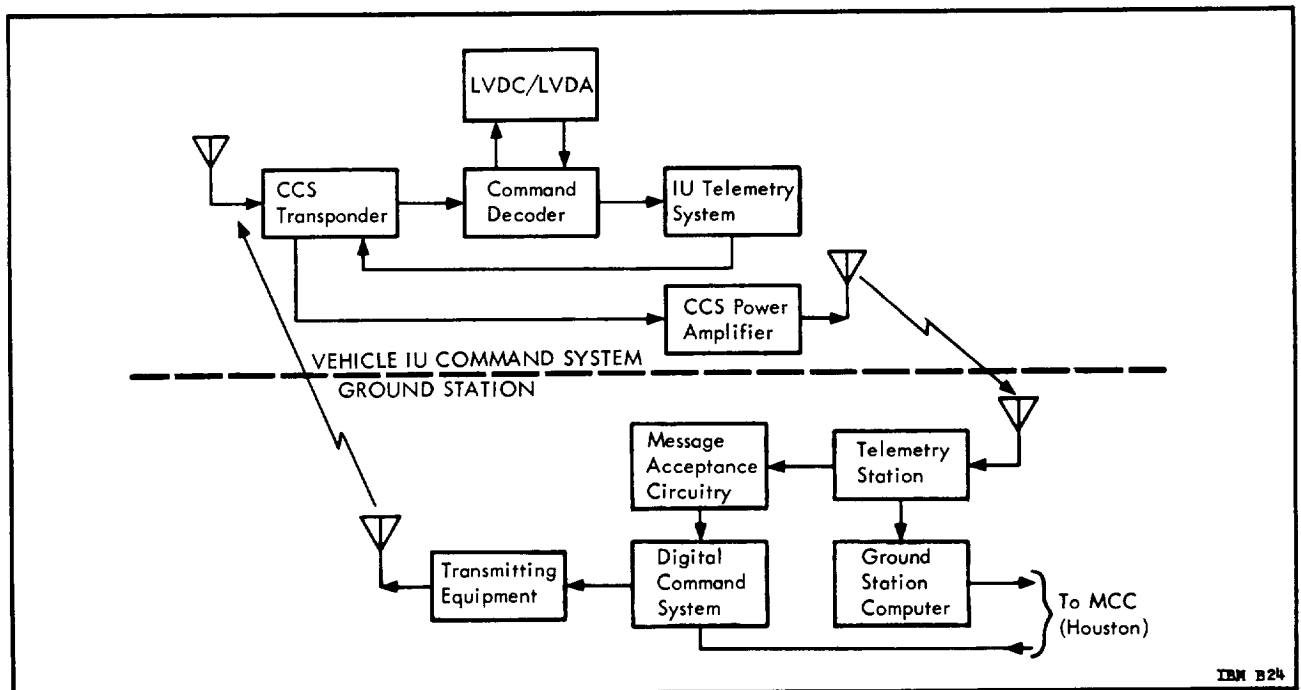 LVDC/LVDA
CCS
Transponder
Command
Decoder
IU Telemetry
System
CCS Power
Amplifier
VEHICLE IU COMMAND SYSTEM
GROUND STATION
Message
Acceptance
Circuitry
Telemetry
Station
Transmitting
Equipment
Digital
Command
System
Ground
Station
Computer
To MCC
(Houston)
IBM B24